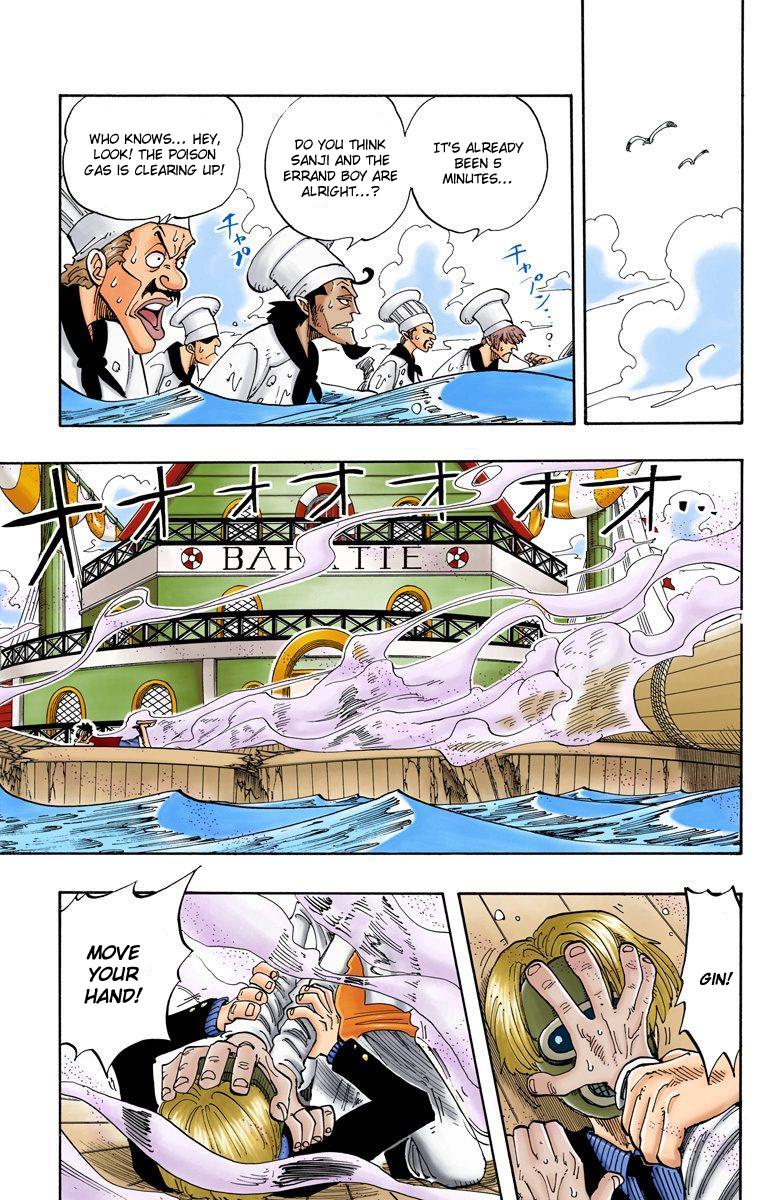 IT'S ALREADY
BEEN 5
MINUTES...
DO YOU THINK
SANJI AND THE
ERRAND BOY ARE
ALRIGHT...?
WHO KNOWS... HEY,
LOOK! THE POISON
GAS IS CLEARING UP!
チャパン...
チャプ
オオオオオオオ
BARATIE
GIN!
MOVE
YOUR
HAND!